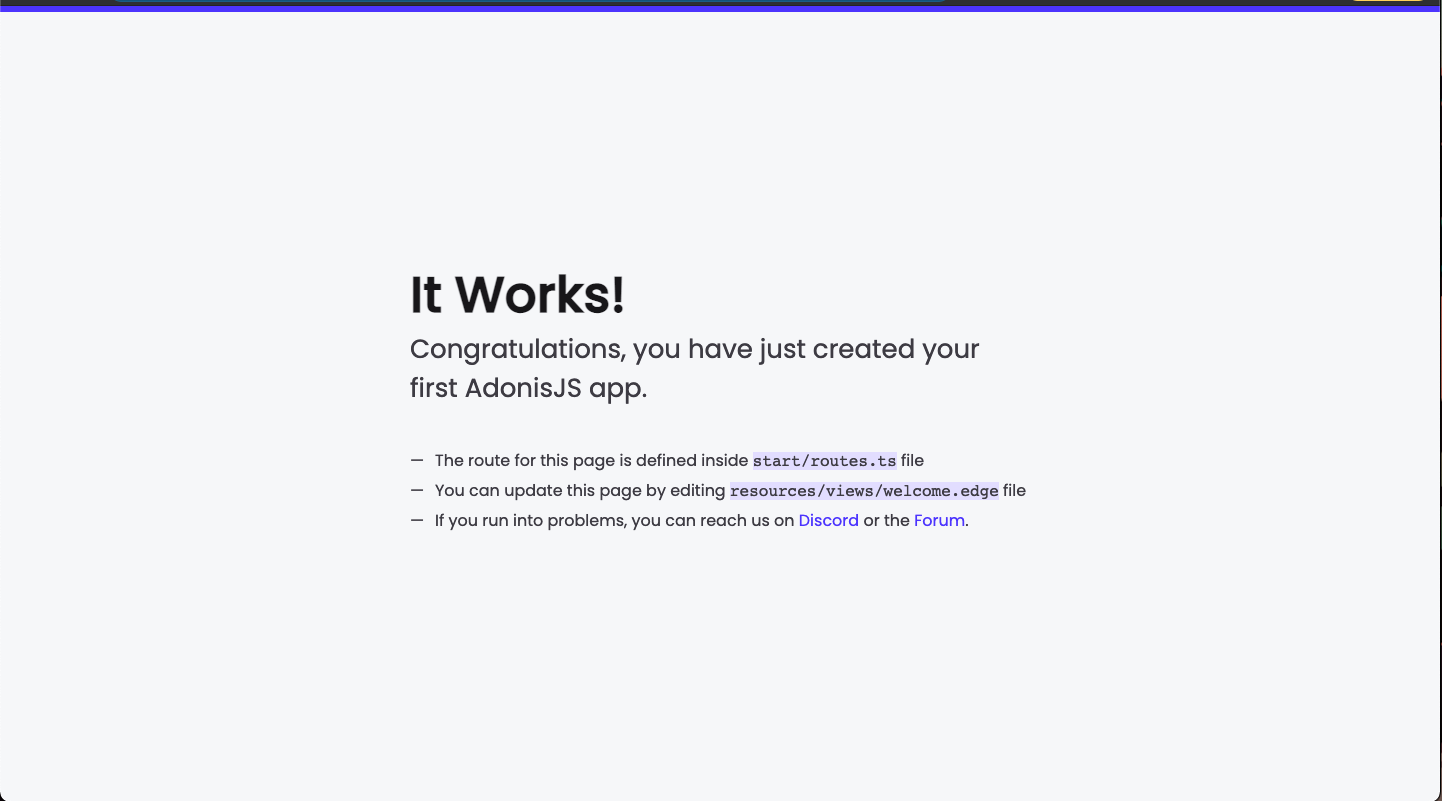 It Works!
Congratulations, you have just created your
first AdonisJS app.
— The route for this page is defined inside start/routes.ts file
— You can update this page by editing resources/views/welcome.edge file
— If you run into problems, you can reach us on Discord or the Forum.